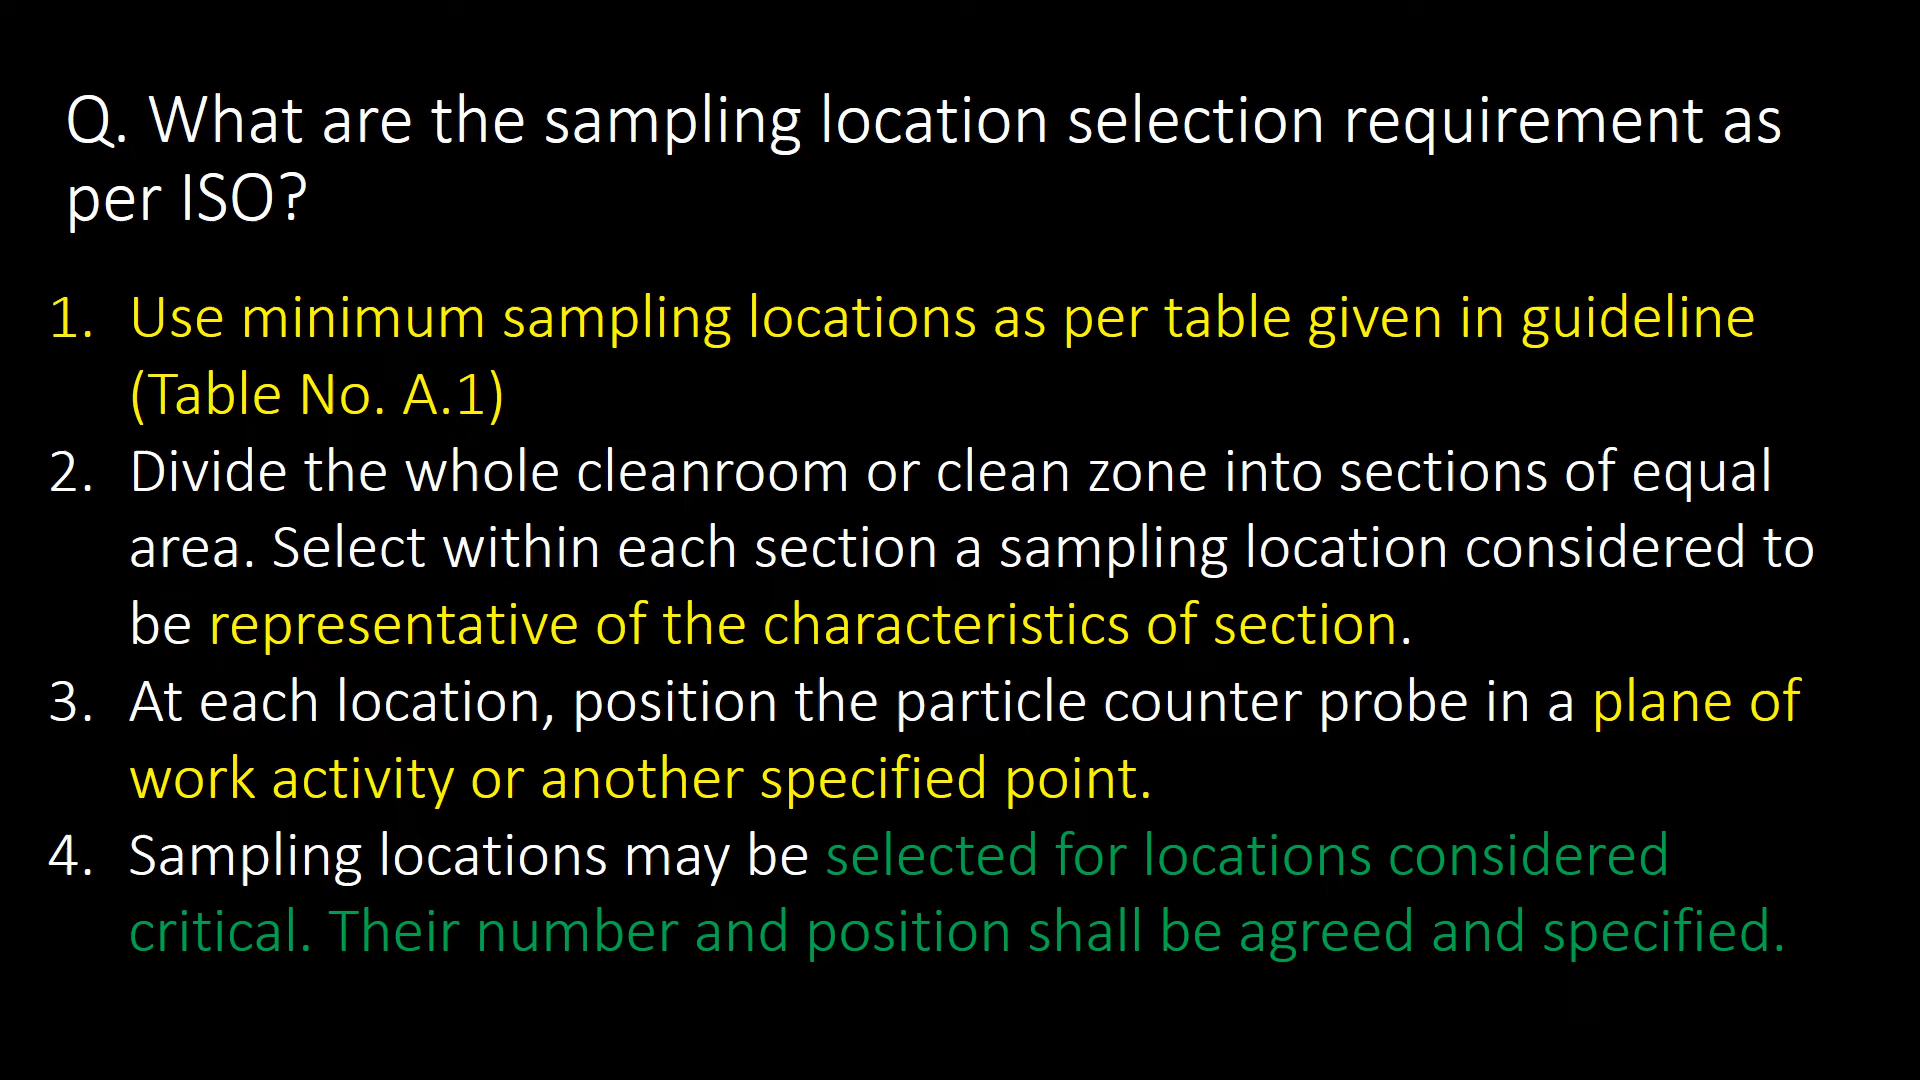 Q. What are the sampling location selection requirement as
per ISO?
1. Use minimum sampling locations as per table given in guideline
(Table No. A.1)
2. Divide the whole cleanroom or clean zone into sections of equal
area. Select within each section a sampling location considered to
be representative of the characteristics of section.
3. At each location, position the particle counter probe in a plane of
work activity or another specified point.
4. Sampling locations may be selected for locations considered
critical. Their number and position shall be agreed and specified.